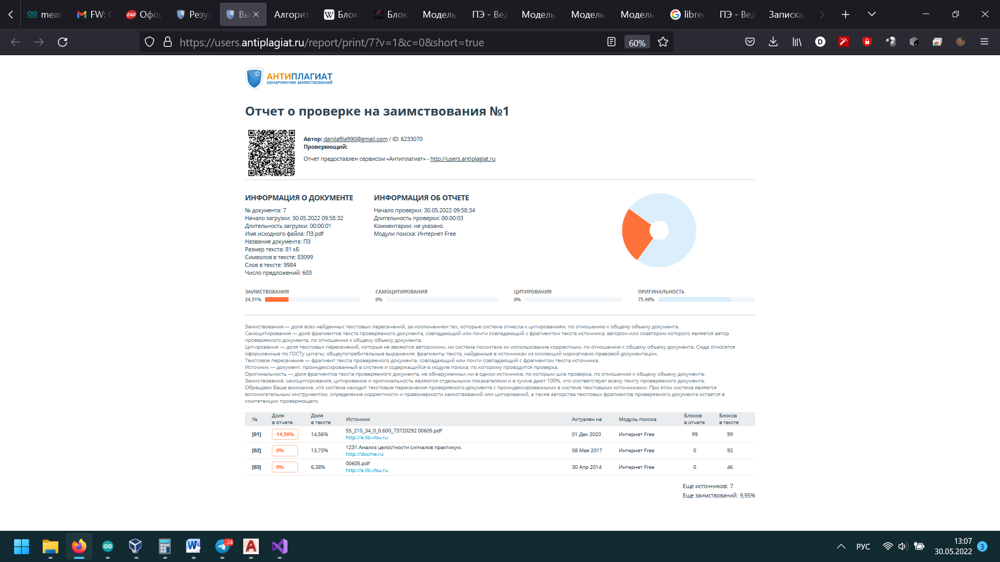 meas
FW: 
Офор
Резул
Вы
Алгорит
Блок
Блок
Модель
ПЭ - Вед
Модель
Модель
Модель
librec
ПЭ - Вед
Записка.
https://users.antiplagiat.ru/report/print/7?v=1&c=0&short=true
60%
АНТИПЛАГИАТ
ОБНАРУЖЕНИЕ ЗАИМСТВОВАНИЙ
Отчет о проверке на заимствования №1
Автор: danilafila990@gmail.com / ID: 6233070
Проверяющий:
Отчет предоставлен сервисом «Антиплагиат» - http://users.antiplagiat.ru
ИНФОРМАЦИЯ О ДОКУМЕНТЕ
№ документа: 7
Начало загрузки: 30.05.2022 09:58:32
Длительность загрузки: 00:00:01
Имя исходного файла: ПЗ.pdf
Название документа: ПЗ
Размер текста: 81 кБ
Символов в тексте: 83099
Слов в тексте: 9984
Число предложений: 603
ИНФОРМАЦИЯ ОБ ОТЧЕТЕ
Начало проверки: 30.05.2022 09:58:34
Длительность проверки: 00:00:03
Комментарии: не указано
Модули поиска: Интернет Free
ЗАИМСТВОВАНИЯ
24,51%
САМОЦИТИРОВАНИЯ
0%
ЦИТИРОВАНИЯ
0%
ОРИГИНАЛЬНОСТЬ
75,49%
Заимствования — доля всех найденных текстовых пересечений, за исключением тех, которые система отнесла к цитированиям, по отношению к общему объему документа.
Самоцитирования — доля фрагментов текста проверяемого документа, совпадающий или почти совпадающий с фрагментом текста источника, автором или соавтором которого является автор
проверяемого документа, по отношению к общему объему документа.
Цитирования — доля текстовых пересечений, которые не являются авторскими, но система посчитала их использование корректным, по отношению к общему объему документа. Сюда относятся
оформленные по ГОСТу цитаты; общеупотребительные выражения; фрагменты текста, найденные в источниках из коллекций нормативно-правовой документации.
Текстовое пересечение — фрагмент текста проверяемого документа, совпадающий или почти совпадающий с фрагментом текста источника.
Источник — документ, проиндексированный в системе и содержащийся в модуле поиска, по которому проводится проверка.
Оригинальность — доля фрагментов текста проверяемого документа, не обнаруженных ни в одном источнике, по которым шла проверка, по отношению к общему объему документа.
Заимствования, самоцитирования, цитирования и оригинальность являются отдельными показателями и в сумме дают 100%, что соответствует всему тексту проверяемого документа.
Обращаем Ваше внимание, что система находит текстовые пересечения проверяемого документа с проиндексированными в системе текстовыми источниками. При этом система является
вспомогательным инструментом, определение корректности и правомерности заимствований или цитирований, а также авторства текстовых фрагментов проверяемого документа остается в
компетенции проверяющего.
№ Доля в отчете Доля в тексте Источник Актуален на Модуль поиска Блоков в отчете Блоков в тексте
[01] 14,56% 14,56% 55_210_34_0_0.600_73720292 00605.pdf 01 Дек 2020 Интернет Free 99 99
http://e.lib.vlsu.ru
[02] 0% 13,73% 1231.Анализ целостности сигналов практикум. 08 Мая 2017 Интернет Free 0 92
http://docme.ru
[03] 0% 6,38% 00605.pdf 30 Апр 2014 Интернет Free 0 46
http://e.lib.vlsu.ru
Еще источников: 7
Еще заимствований: 9,95%
24
РУС
13:07
30.05.2022
3